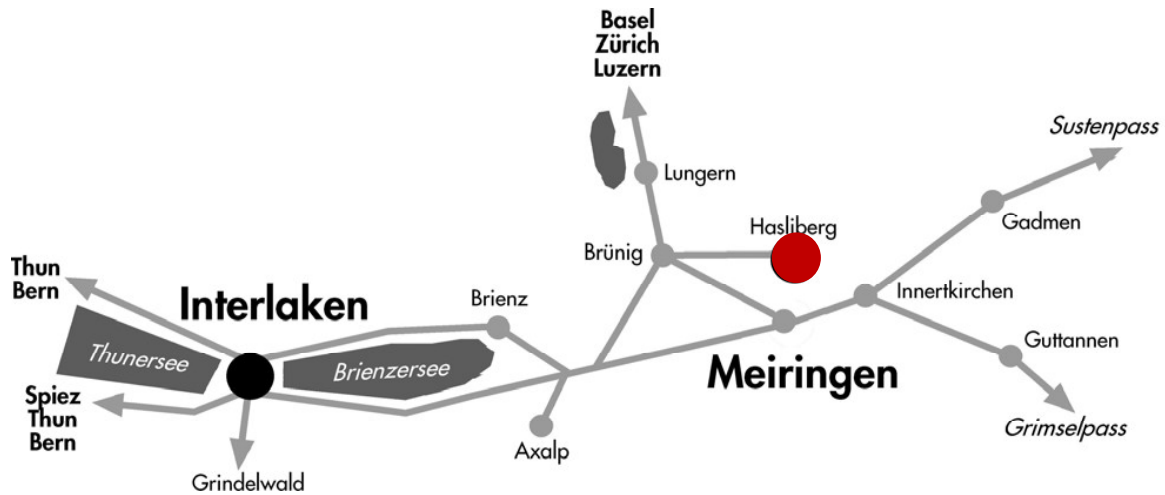 Basel
Zürich
Luzern
Sustenpass
Lungern
Gadmen
Hasliberg
Brünig
Thun
Bern
Interlaken
Brienz
Innertkirchen
Guttannen
Thunersee
Brienzersee
Meiringen
Spiez
Thun
Bern
Axalp
Grimselpass
Grindelwald